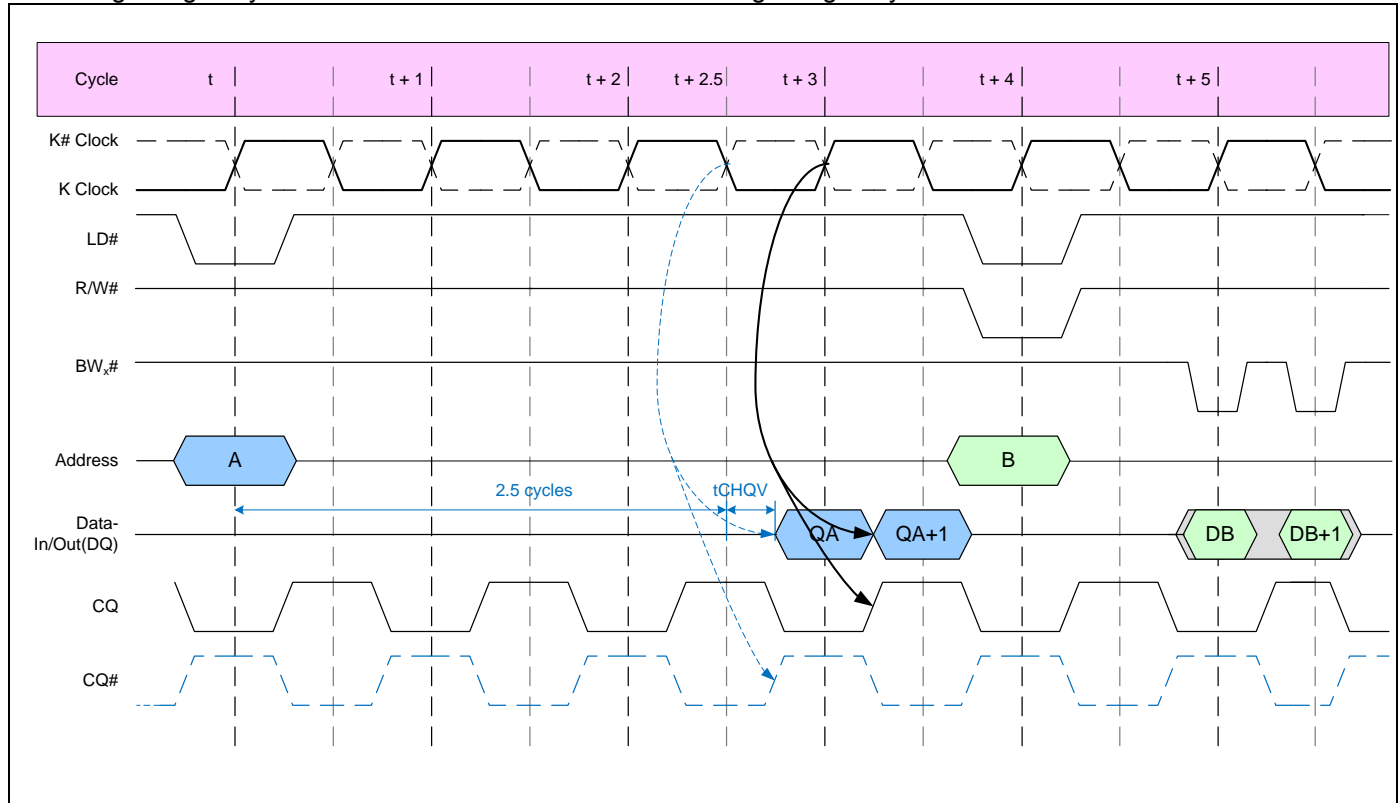 Cycle t t + 1 t + 2 t + 2.5 t + 3 t + 4 t + 5
K# Clock
K Clock
LD#
R/W#
BWx#
Address A B
2.5 cycles tCHQV
Data-
In/Out(DQ) QA QA+1 DB DB+1
CQ
CQ#